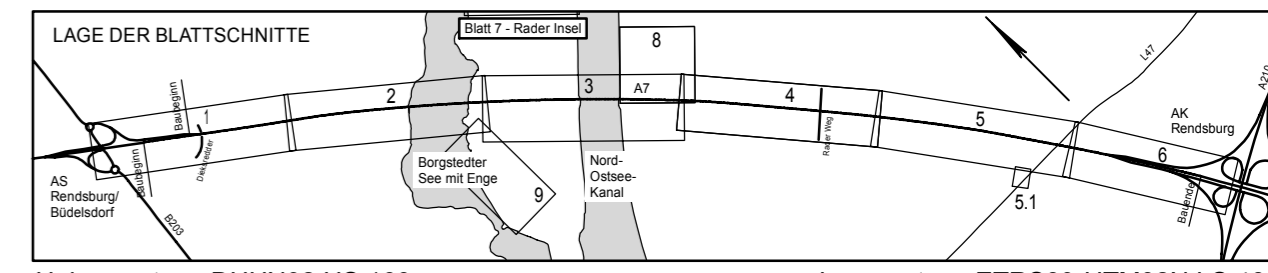 LAGE DER BLATTSCHNITTE
Blatt 7 - Rader Insel
8
L47
A210
Baubeginn
1
2
3
A7
4
5
AK
Rendsburg
6
Diekredder
Rader Weg
Baubeginn
AS
Rendsburg/
Büdelsdorf
B203
Borgstedter
See mit Enge
9
Nord-
Ostsee-
Kanal
5.1
Bauende